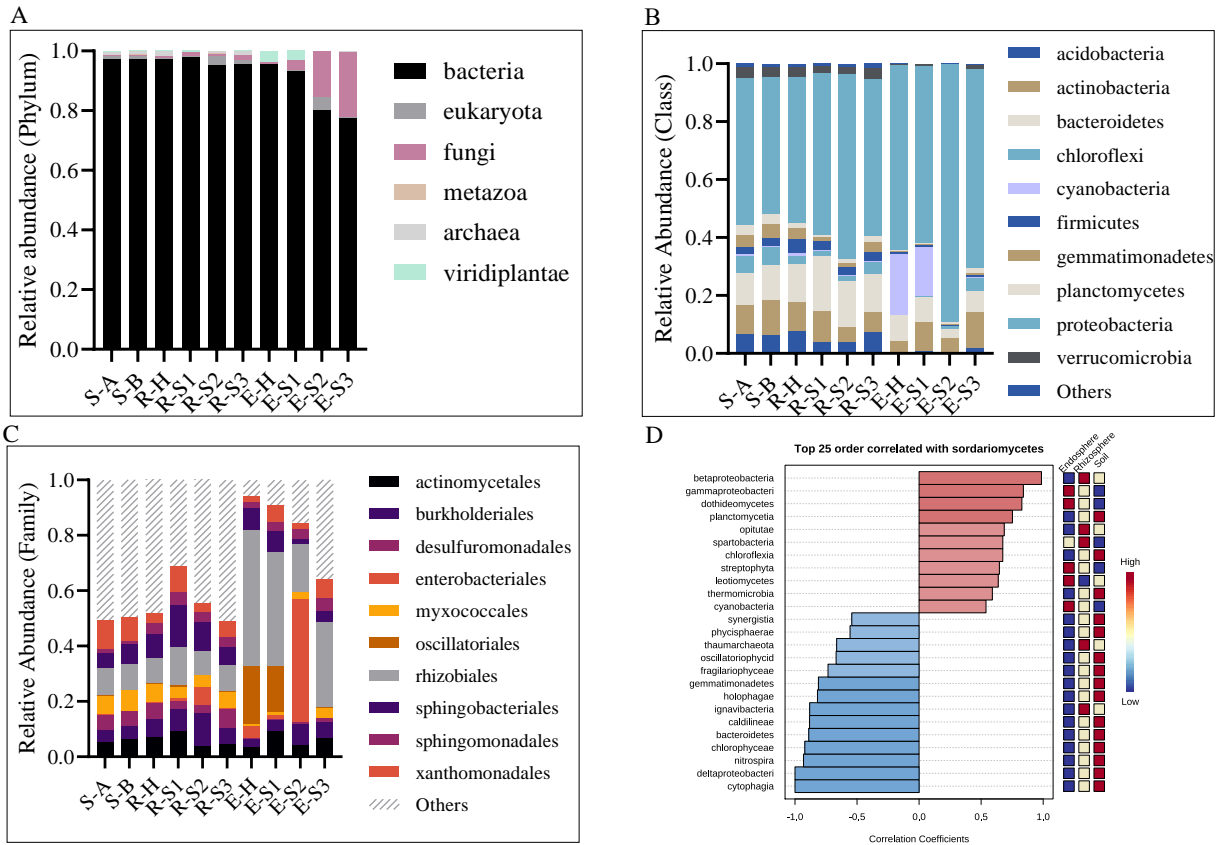 A
Relative abundance (Phylum)
1.0
0.8
0.6
0.4
0.2
0.0
S-A
S-B
R-H
R-S1
R-S2
R-S3
E-H
E-S1
E-S2
E-S3
bacteria
eukaryota
fungi
metazoa
archaea
viridiplantae
B
Relative Abundance (Class)
1.0
0.8
0.6
0.4
0.2
0.0
S-A
S-B
R-H
R-S1
R-S2
R-S3
E-H
E-S1
E-S2
E-S3
acidobacteria
actinobacteria
bacteroidetes
chloroflexi
cyanobacteria
firmicutes
gemmatimonadetes
planctomycetes
proteobacteria
verrucomicrobia
Others
C
Relative Abundance (Family)
1.0
0.8
0.6
0.4
0.2
0.0
S-A
S-B
R-H
R-S1
R-S2
R-S3
E-H
E-S1
E-S2
E-S3
actinomycetales
burkholderiales
desulfuromonadales
enterobacteriales
myxococcales
oscillatoriales
rhizobiales
sphingobacteriales
sphingomonadales
xanthomonadales
Others
D
Top 25 order correlated with sordariomycetes
Endosphere
Rhizosphere
Soil
betaproteobacteria
gammaproteobacteri
dothideomycetes
planctomycetia
opitutae
spartobacteria
chloroflexia
streptophyta
leotiomycetes
thermomicrobia
cyanobacteria
synergistia
phycisphaerae
thaumarchaeota
oscillatoriophycid
fragilariophyceae
gemmatimonadetes
holophagae
ignavibacteria
caldilineae
bacteroidetes
chlorophyceae
nitrospira
deltaproteobacteri
cytophagia
-1,0
-0,5
0,0
0,5
1,0
Correlation Coefficients
High
Low